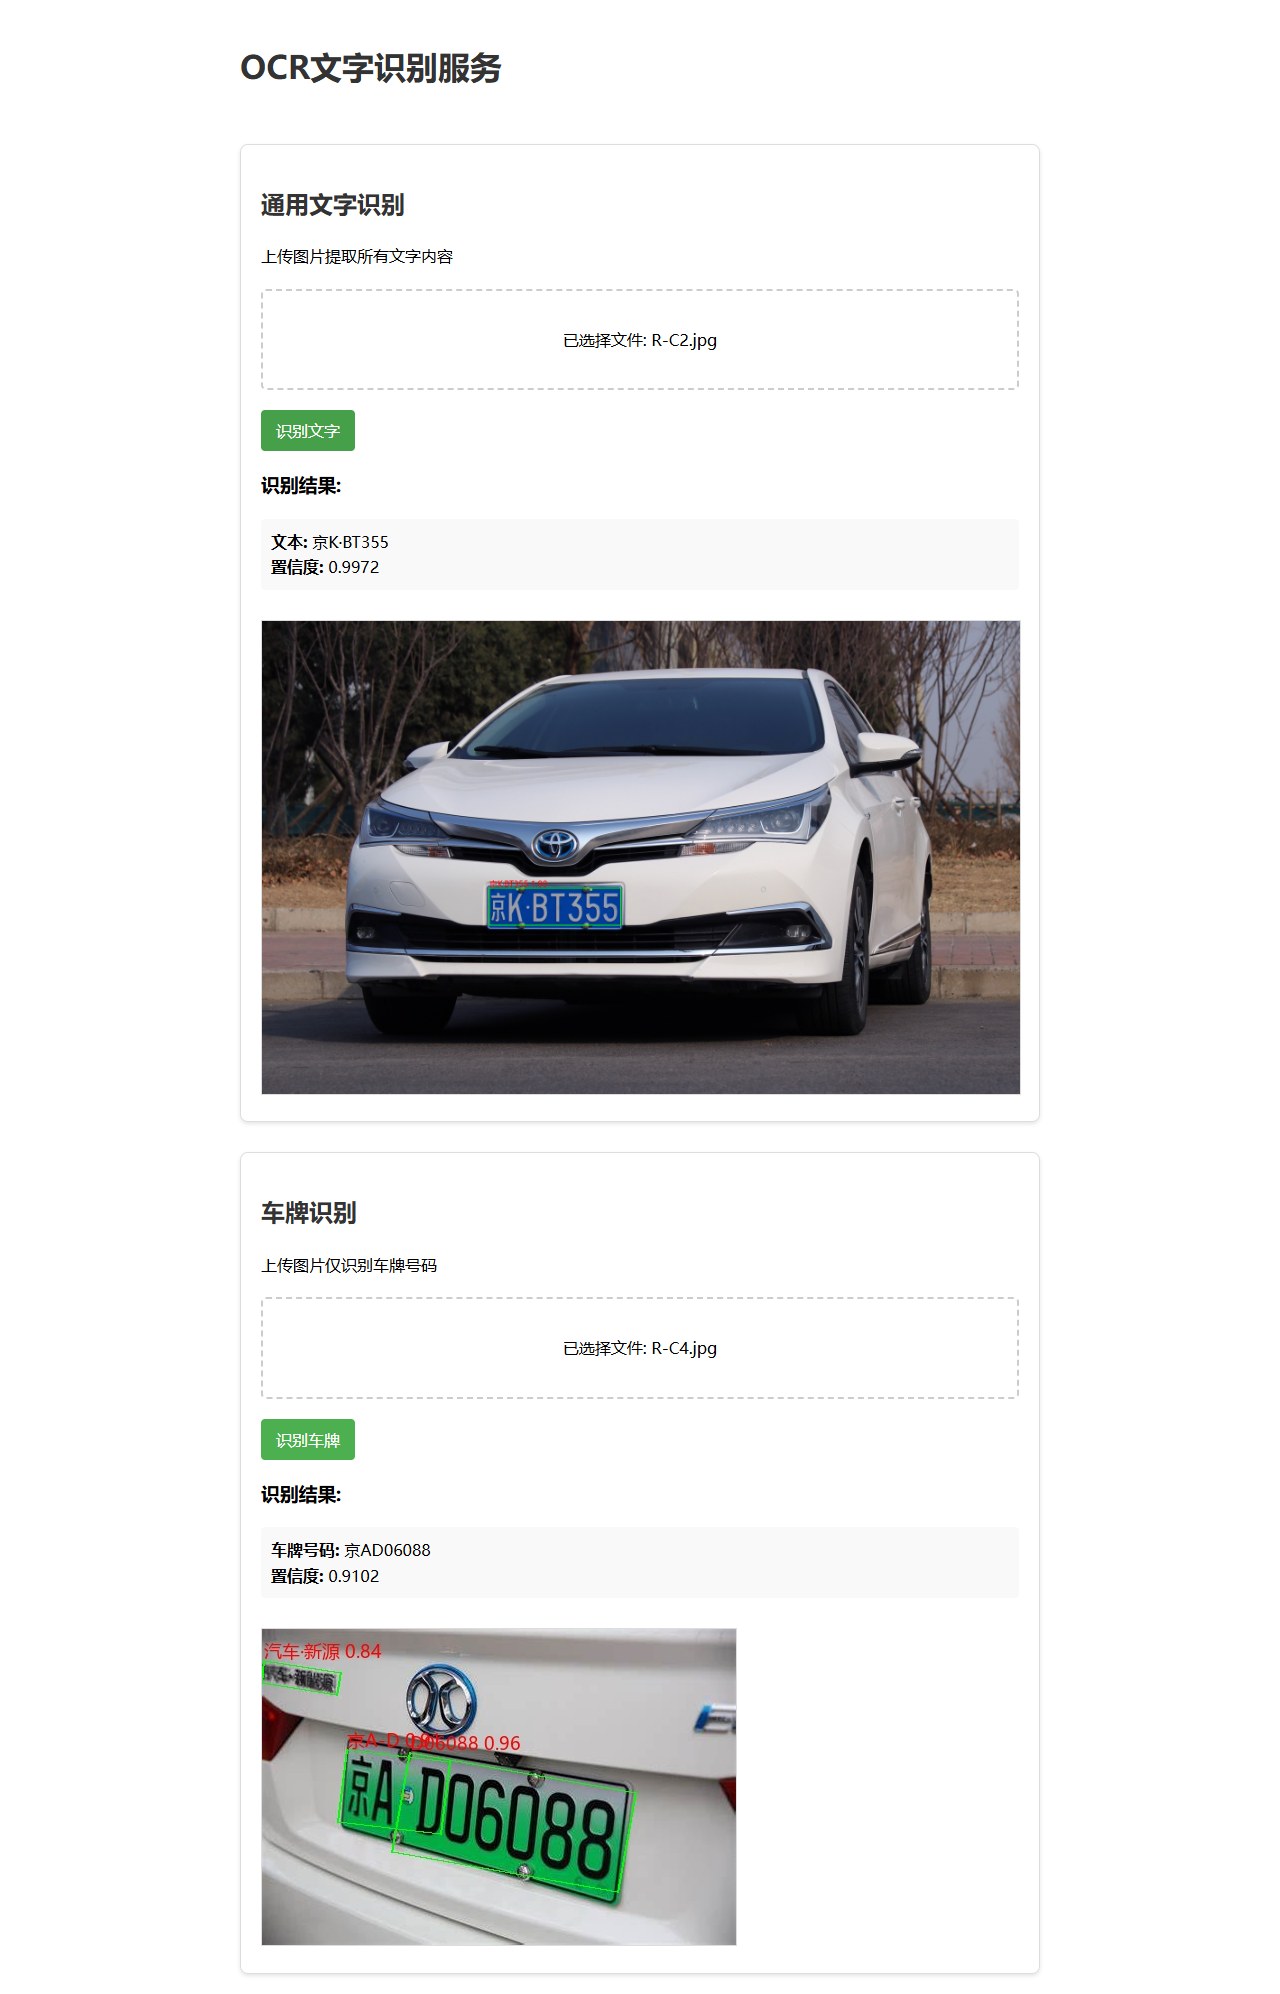 OCR文字识别服务
通用文字识别
上传图片提取所有文字内容
已选择文件: R-C2.jpg
识别文字
识别结果:
文本: 京K·BT355
置信度: 0.9972
京K·BT355
车牌识别
上传图片仅识别车牌号码
已选择文件: R-C4.jpg
识别车牌
识别结果:
车牌号码: 京AD06088
置信度: 0.9102
汽车·新源 0.84
京A-D
D06088 0.96
京A D06088